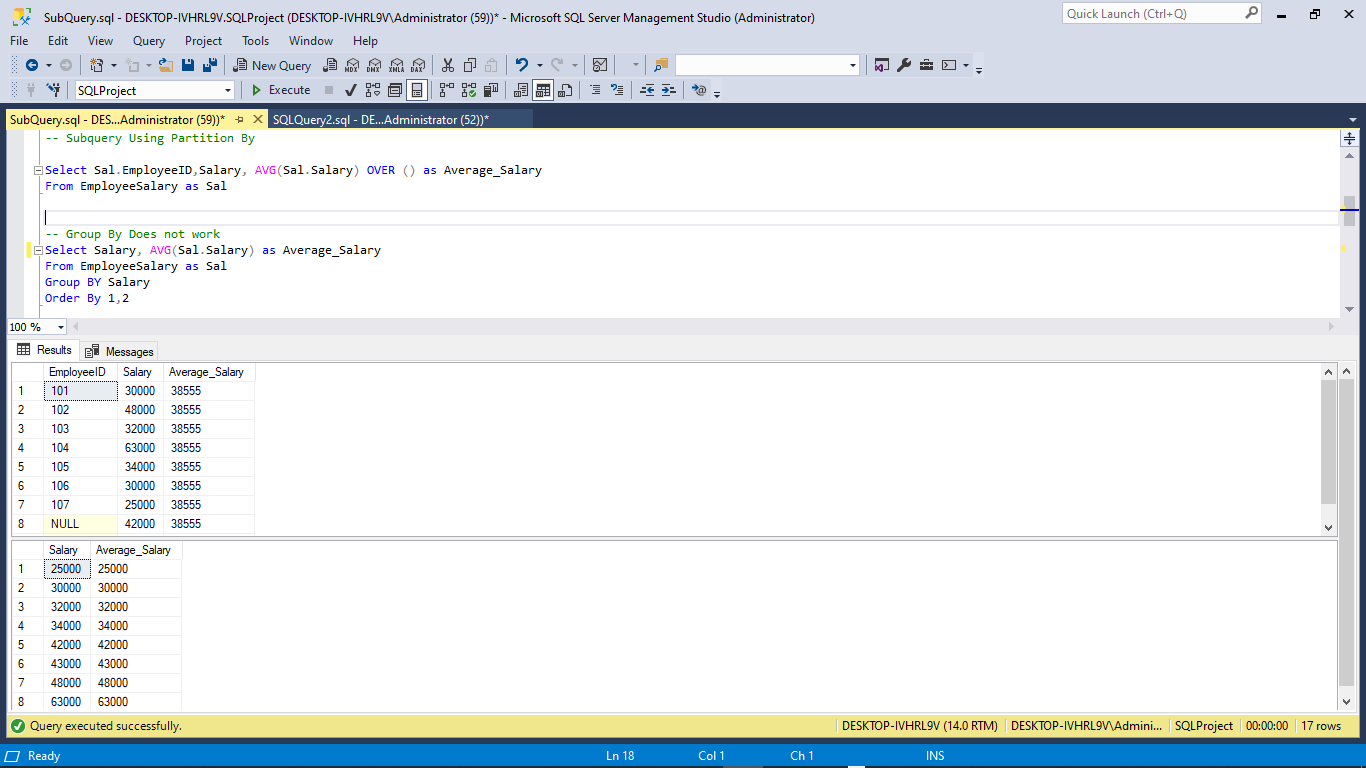 SubQuery.sql - DESKTOP-IVHRL9V.SQLProject (DESKTOP-IVHRL9V\Administrator (59))* - Microsoft SQL Server Management Studio (Administrator)
Quick Launch (Ctrl+Q)
File Edit View Query Project Tools Window Help
New Query MDX DMX XMLA DAX
SQLProject Execute
SubQuery.sql - DES...Administrator (59))* SQLQuery2.sql - DE...Administrator (52))*
-- Subquery Using Partition By
Select Sal.EmployeeID,Salary, AVG(Sal.Salary) OVER () as Average_Salary
From EmployeeSalary as Sal
-- Group By Does not work
Select Salary, AVG(Sal.Salary) as Average_Salary
From EmployeeSalary as Sal
Group BY Salary
Order By 1,2
100 %
Results Messages
EmployeeID Salary Average_Salary
1 101 30000 38555
2 102 48000 38555
3 103 32000 38555
4 104 63000 38555
5 105 34000 38555
6 106 30000 38555
7 107 25000 38555
8 NULL 42000 38555
Salary Average_Salary
1 25000 25000
2 30000 30000
3 32000 32000
4 34000 34000
5 42000 42000
6 43000 43000
7 48000 48000
8 63000 63000
Query executed successfully. DESKTOP-IVHRL9V (14.0 RTM) DESKTOP-IVHRL9V\Admini... SQLProject 00:00:00 17 rows
Ready Ln 18 Col 1 Ch 1 INS